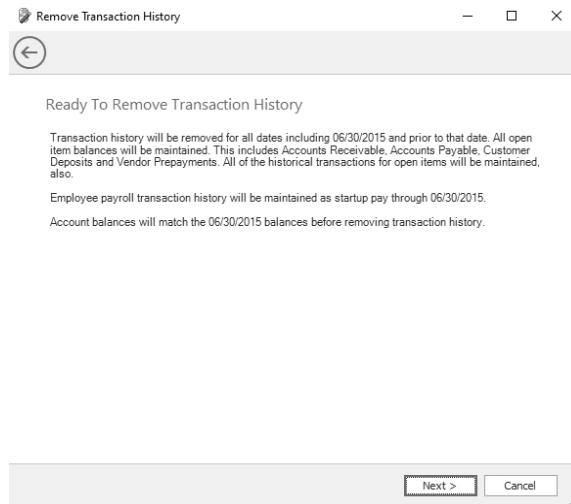 Remove Transaction History
Ready To Remove Transaction History
Transaction history will be removed for all dates including 06/30/2015 and prior to that date. All open
item balances will be maintained. This includes Accounts Receivable, Accounts Payable, Customer
Deposits and Vendor Prepayments. All of the historical transactions for open items will be maintained,
also.
Employee payroll transaction history will be maintained as startup pay through 06/30/2015.
Account balances will match the 06/30/2015 balances before removing transaction history.
Next > Cancel